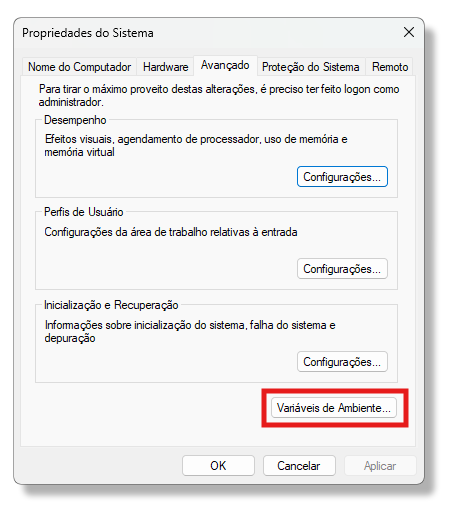 Propriedades do Sistema
Nome do Computador Hardware Avançado Proteção do Sistema Remoto
Para tirar o máximo proveito destas alterações, é preciso ter feito logon como
administrador.
Desempenho
Efeitos visuais, agendamento de processador, uso de memória e
memória virtual
Configurações...
Perfis de Usuário
Configurações da área de trabalho relativas à entrada
Configurações...
Inicialização e Recuperação
Informações sobre inicialização do sistema, falha do sistema e
depuração
Configurações...
Variáveis de Ambiente...
OK Cancelar Aplicar